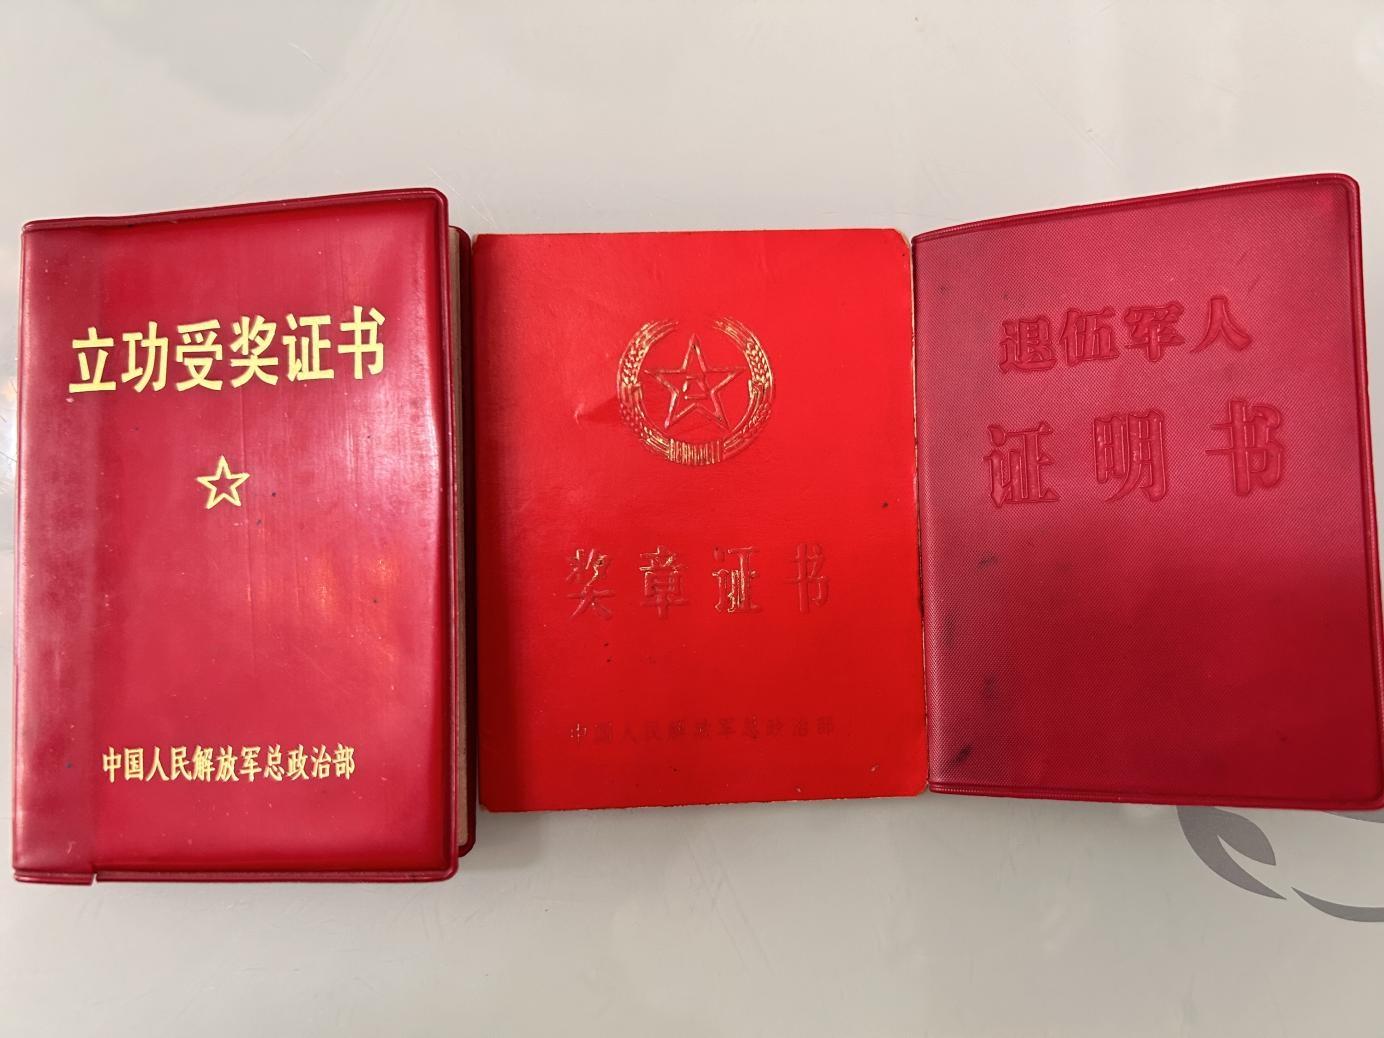 立功受奖证书
中国人民解放军总政治部
八一
奖章证书
中国人民解放军总政治部
退伍军人
证明书